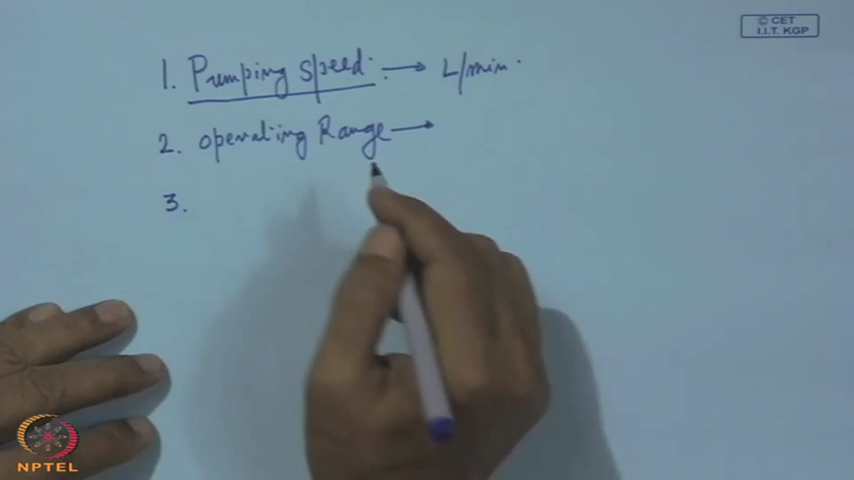 © CET
I.I.T. KGP
1. Pumping Speed. → L/min.
2. Operating Range →
3.
NPTEL